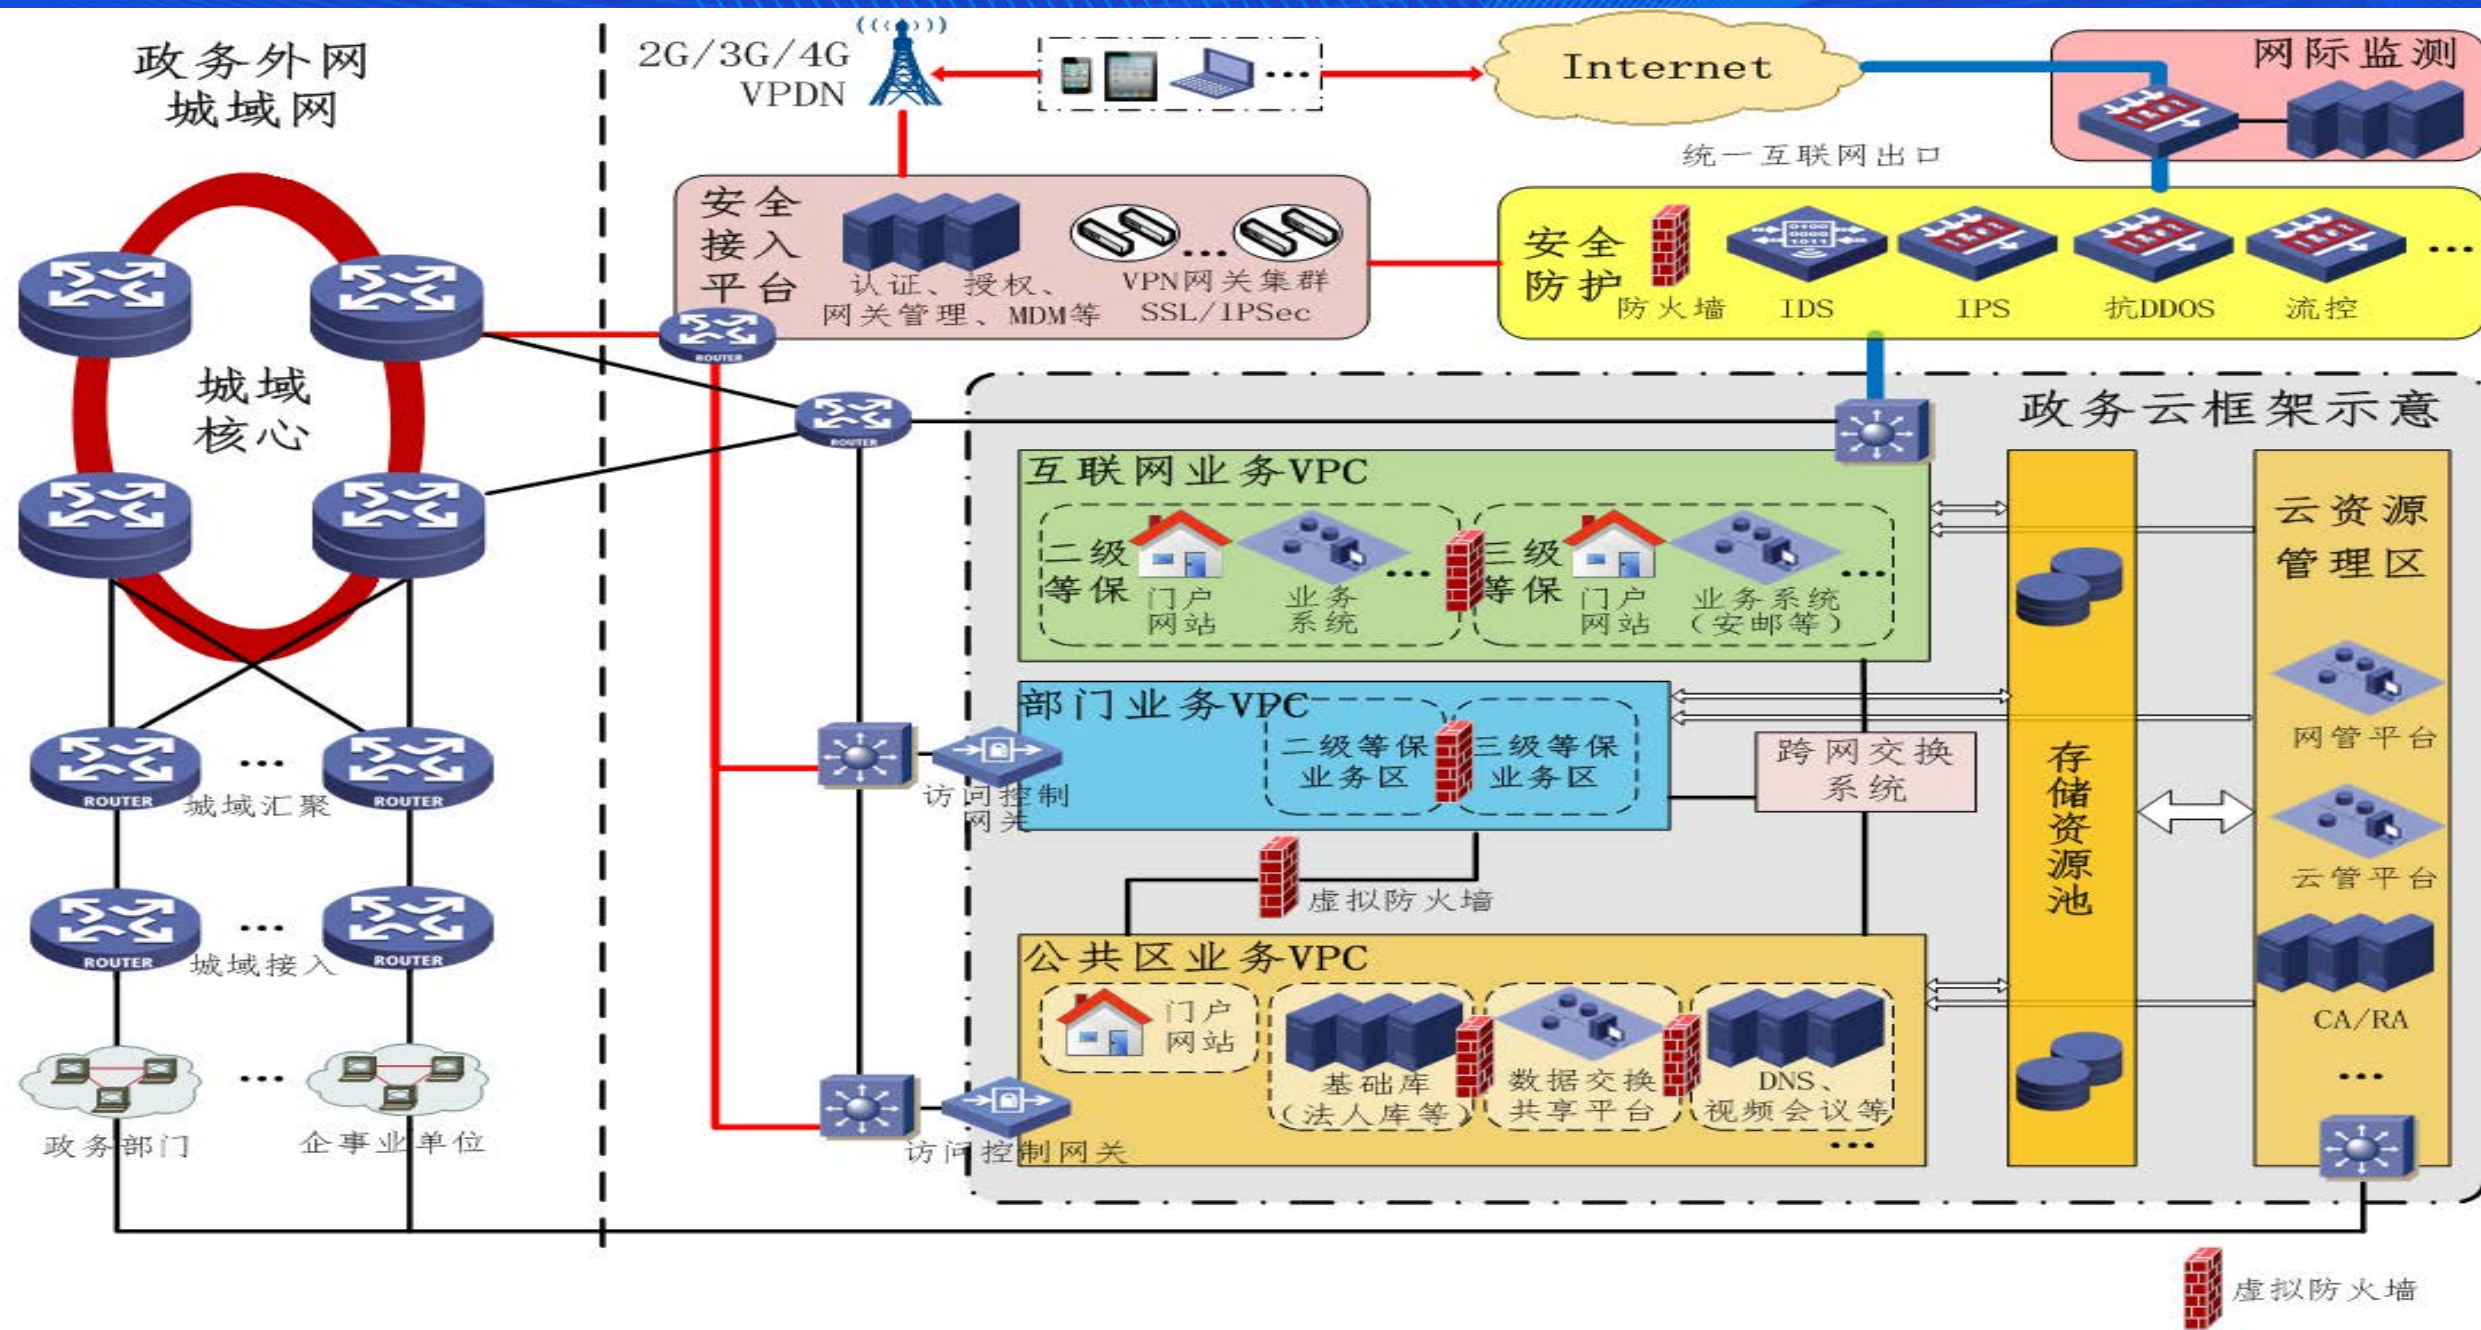 政务外网
城域网
2G/3G/4G
VPDN
Internet
网际监测
统一互联网出口
安全
接入
平台
认证、授权、
网关管理、MDM等
VPN网关集群
SSL/IPSec
ROUTER
安全
防护
防火墙
IDS
IPS
抗DDOS
流控
城域
核心
ROUTER
政务云框架示意
互联网业务VPC
二级
等保
门户
网站
业务
系统
三级
等保
门户
网站
业务系统
(安邮等)
部门业务VPC
二级等保
业务区
三级等保
业务区
跨网交换
系统
访问控制
网关
虚拟防火墙
公共区业务VPC
门户
网站
基础库
(法人库等)
数据交换
共享平台
DNS、
视频会议等
访问控制网关
存储资源池
云资源
管理区
网管平台
云管平台
CA/RA
ROUTER
城域汇聚
ROUTER
ROUTER
城域接入
ROUTER
政务部门
企事业单位
虚拟防火墙